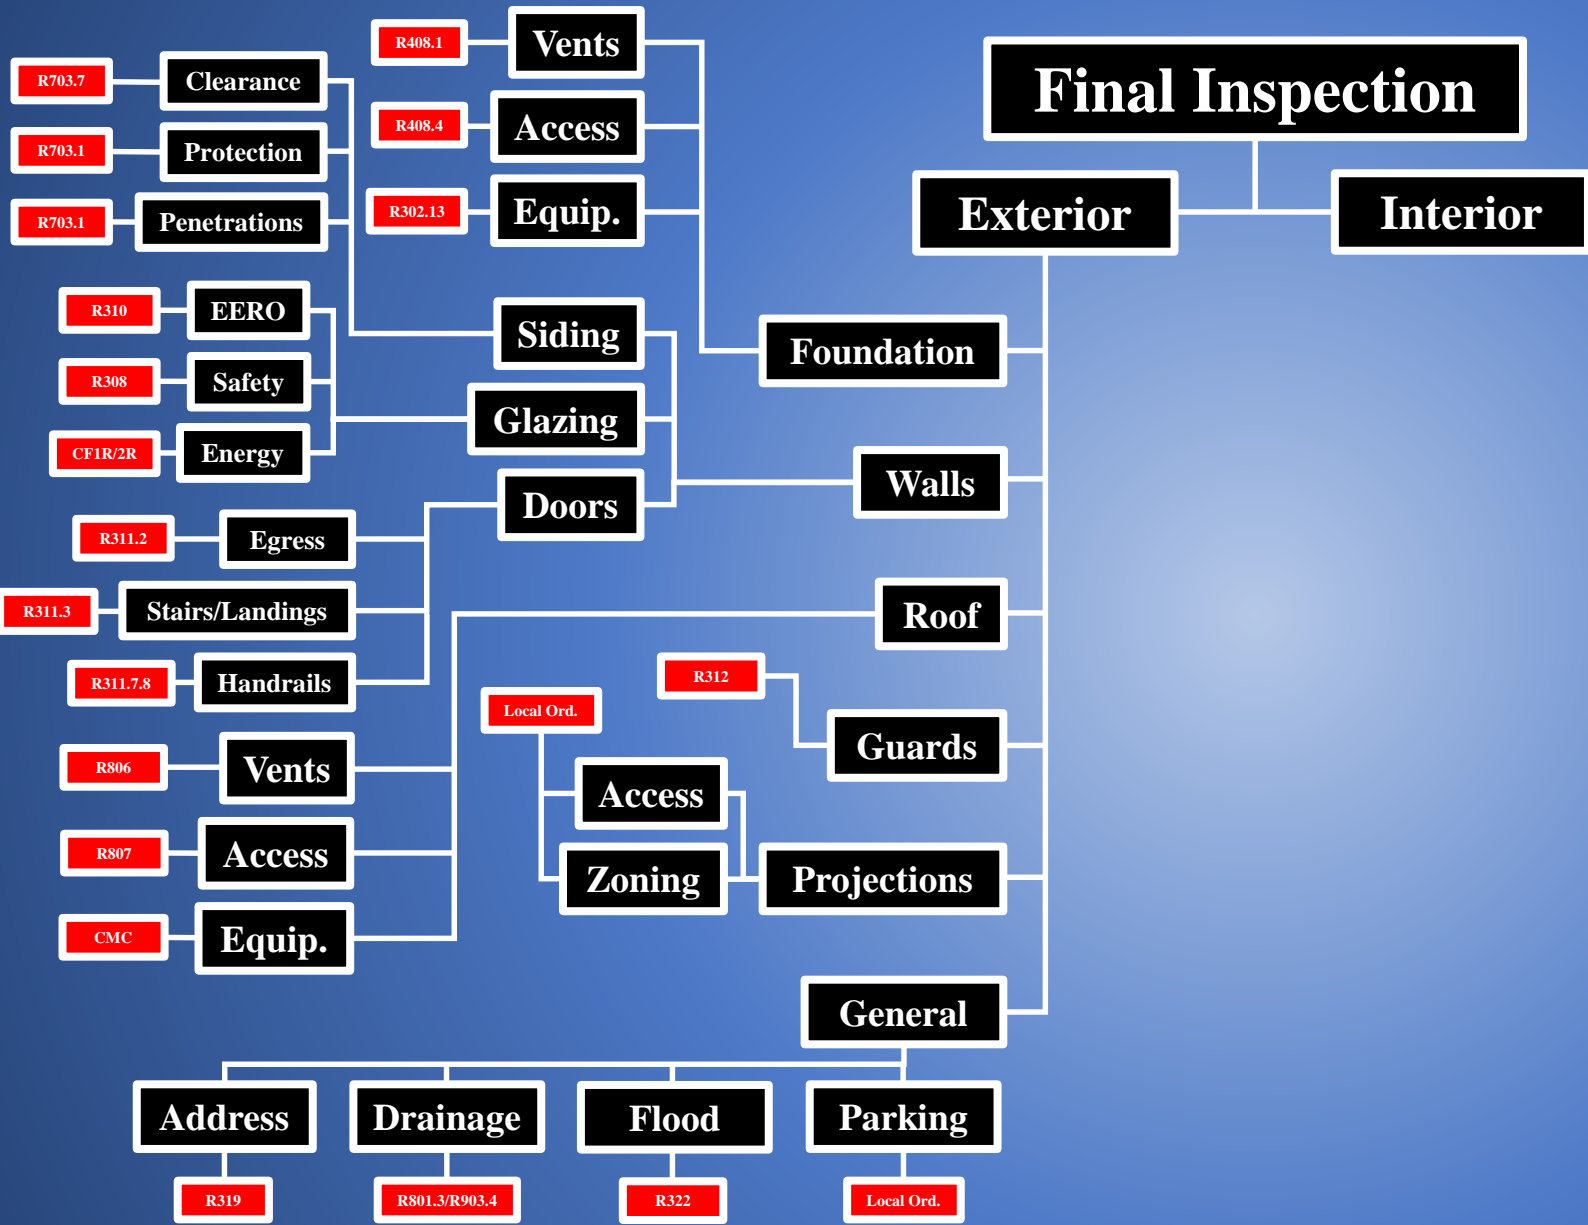 Final Inspection
Exterior
Interior
Foundation
Vents
R408.1
Access
R408.4
Equip.
R302.13
Walls
Siding
Clearance
R703.7
Protection
R703.1
Penetrations
R703.1
Glazing
EERO
R310
Safety
R308
Energy
CF1R/2R
Doors
Egress
R311.2
Stairs/Landings
R311.3
Handrails
R311.7.8
Roof
Vents
R806
Access
R807
Equip.
CMC
Guards
R312
Projections
Access
Zoning
Local Ord.
General
Address
R319
Drainage
R801.3/R903.4
Flood
R322
Parking
Local Ord.